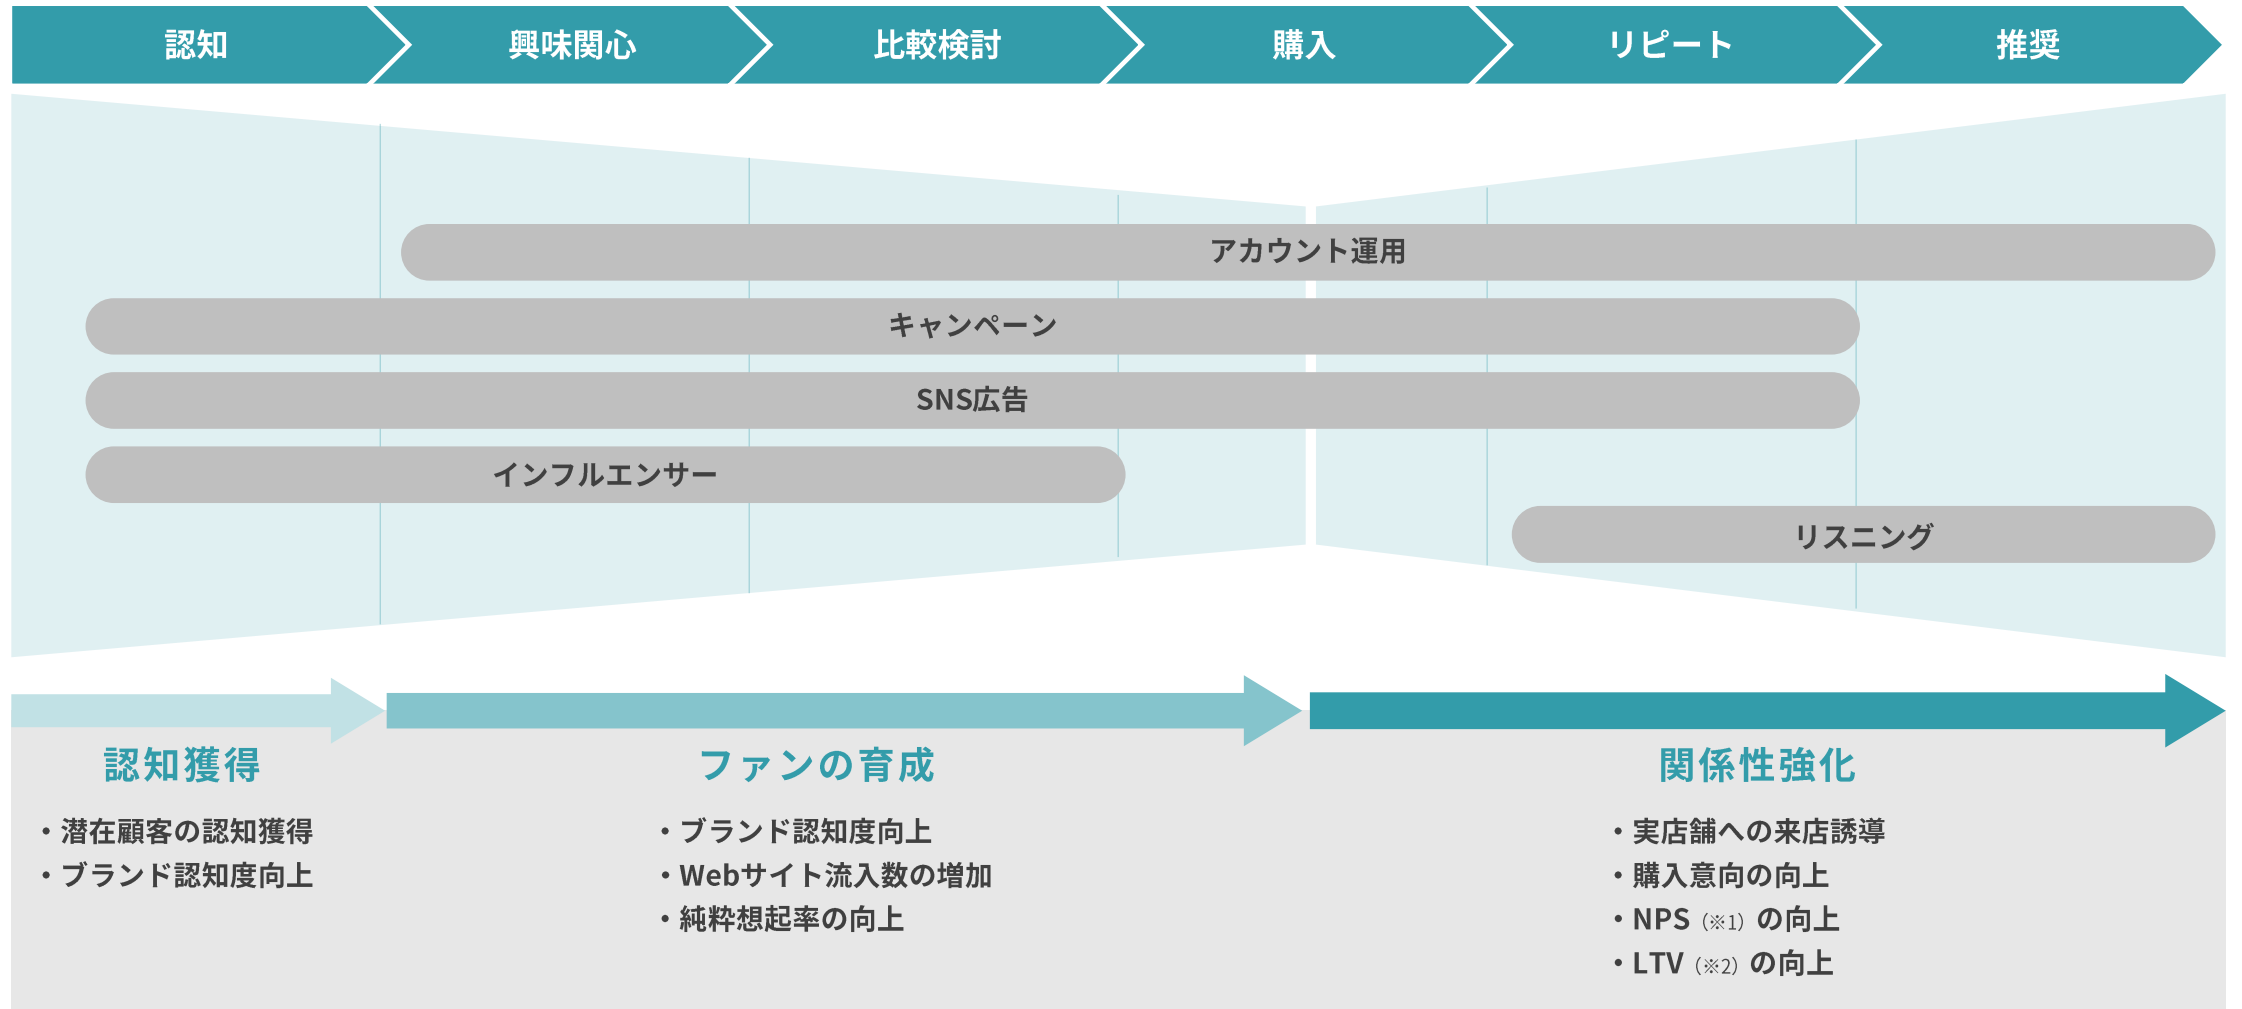 認知
興味関心
比較検討
購入
リピート
推奨
アカウント運用
キャンペーン
SNS広告
インフルエンサー
リスニング
認知獲得
・潜在顧客の認知獲得
・ブランド認知度向上
ファンの育成
・ブランド認知度向上
・Webサイト流入数の増加
・純粋想起率の向上
関係性強化
・実店舗への来店誘導
・購入意向の向上
・NPS（※1）の向上
・LTV（※2）の向上